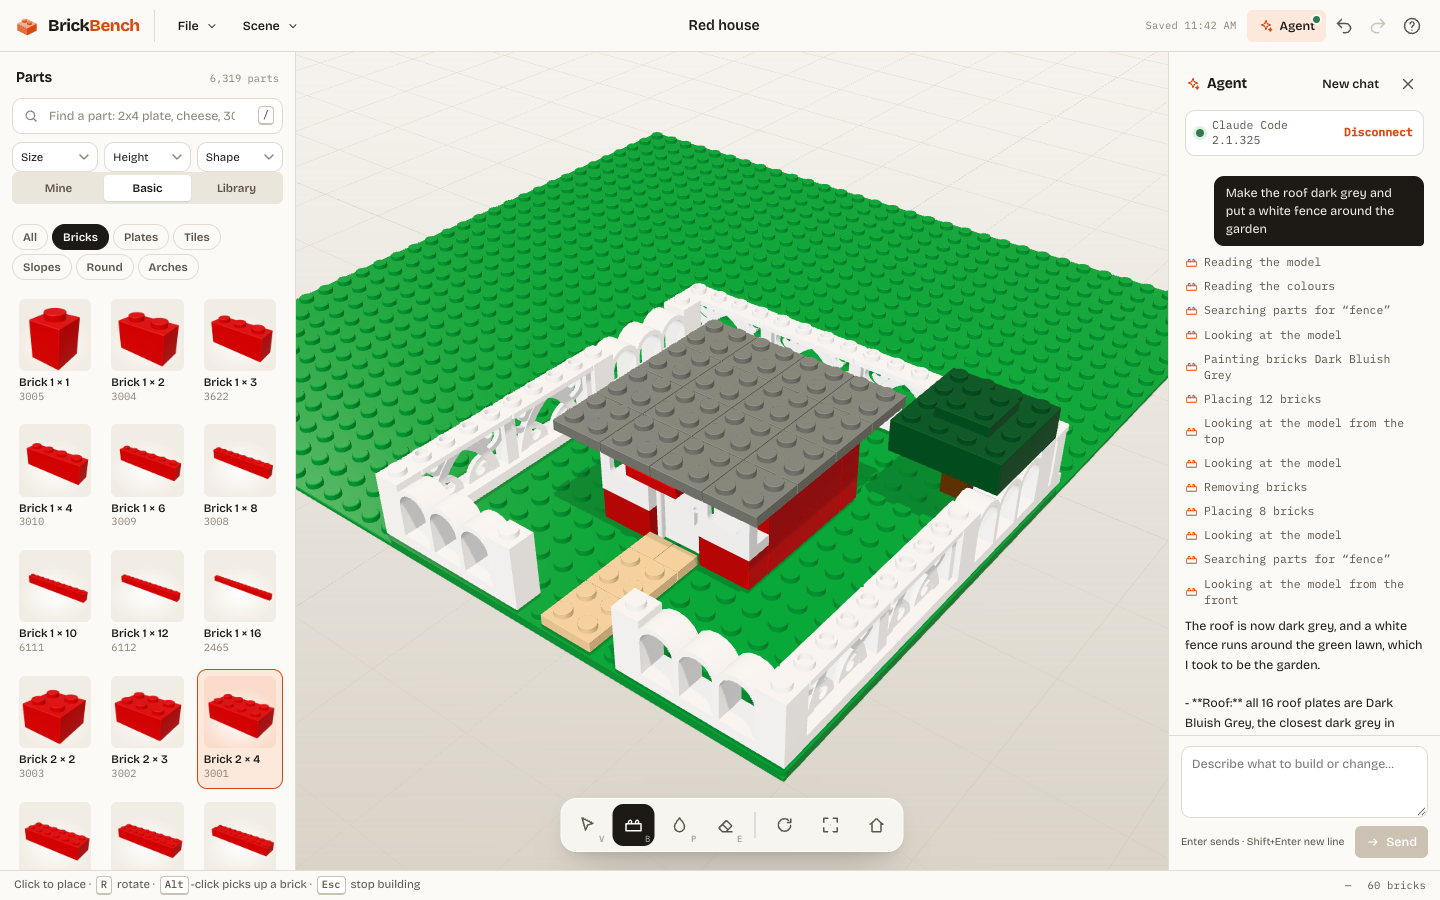 BrickBench
File
Scene
Red house
Saved 11:42 AM
Agent
Parts
6,319 parts
Find a part: 2x4 plate, cheese, 30
/
Size
Height
Shape
Mine
Basic
Library
All
Bricks
Plates
Tiles
Slopes
Round
Arches
Brick 1 × 1
3005
Brick 1 × 2
3004
Brick 1 × 3
3622
Brick 1 × 4
3010
Brick 1 × 6
3009
Brick 1 × 8
3008
Brick 1 × 10
6111
Brick 1 × 12
6112
Brick 1 × 16
2465
Brick 2 × 2
3003
Brick 2 × 3
3002
Brick 2 × 4
3001
V
B
P
E
Agent
New chat
Claude Code
2.1.325
Disconnect
Make the roof dark grey and
put a white fence around the
garden
Reading the model
Reading the colours
Searching parts for “fence”
Looking at the model
Painting bricks Dark Bluish
Grey
Placing 12 bricks
Looking at the model from the
top
Looking at the model
Removing bricks
Placing 8 bricks
Looking at the model
Searching parts for “fence”
Looking at the model from the
front
The roof is now dark grey, and a white
fence runs around the green lawn, which
I took to be the garden.
- **Roof:** all 16 roof plates are Dark
Bluish Grey, the closest dark grey in
Describe what to build or change...
Enter sends · Shift+Enter new line
Send
Click to place · R rotate · Alt-click picks up a brick · Esc stop building
– 60 bricks